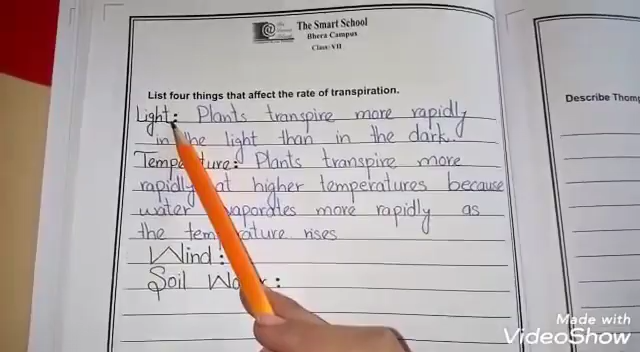 The Smart School
Bhera Campus
Class: VII
List four things that affect the rate of transpiration.
Light: Plants transpire more rapidly
in the light than in the dark.
Temperature: Plants transpire more
rapidly at higher temperatures because
water evaporates more rapidly as
the temperature rises
Wind:
Soil Water:
Describe Thom
Made with
VideoShow